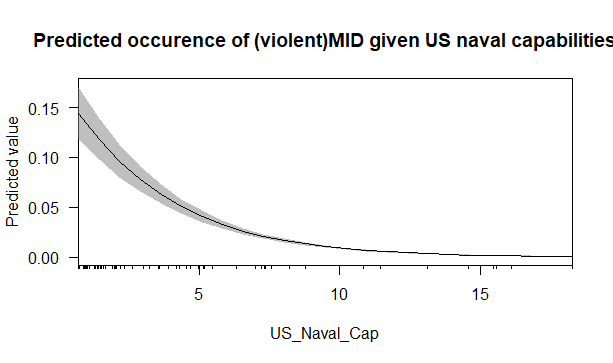 Predicted occurence of (violent)MID given US naval capabilities
Predicted value
0.15
0.10
0.05
0.00
5 10 15
US_Naval_Cap